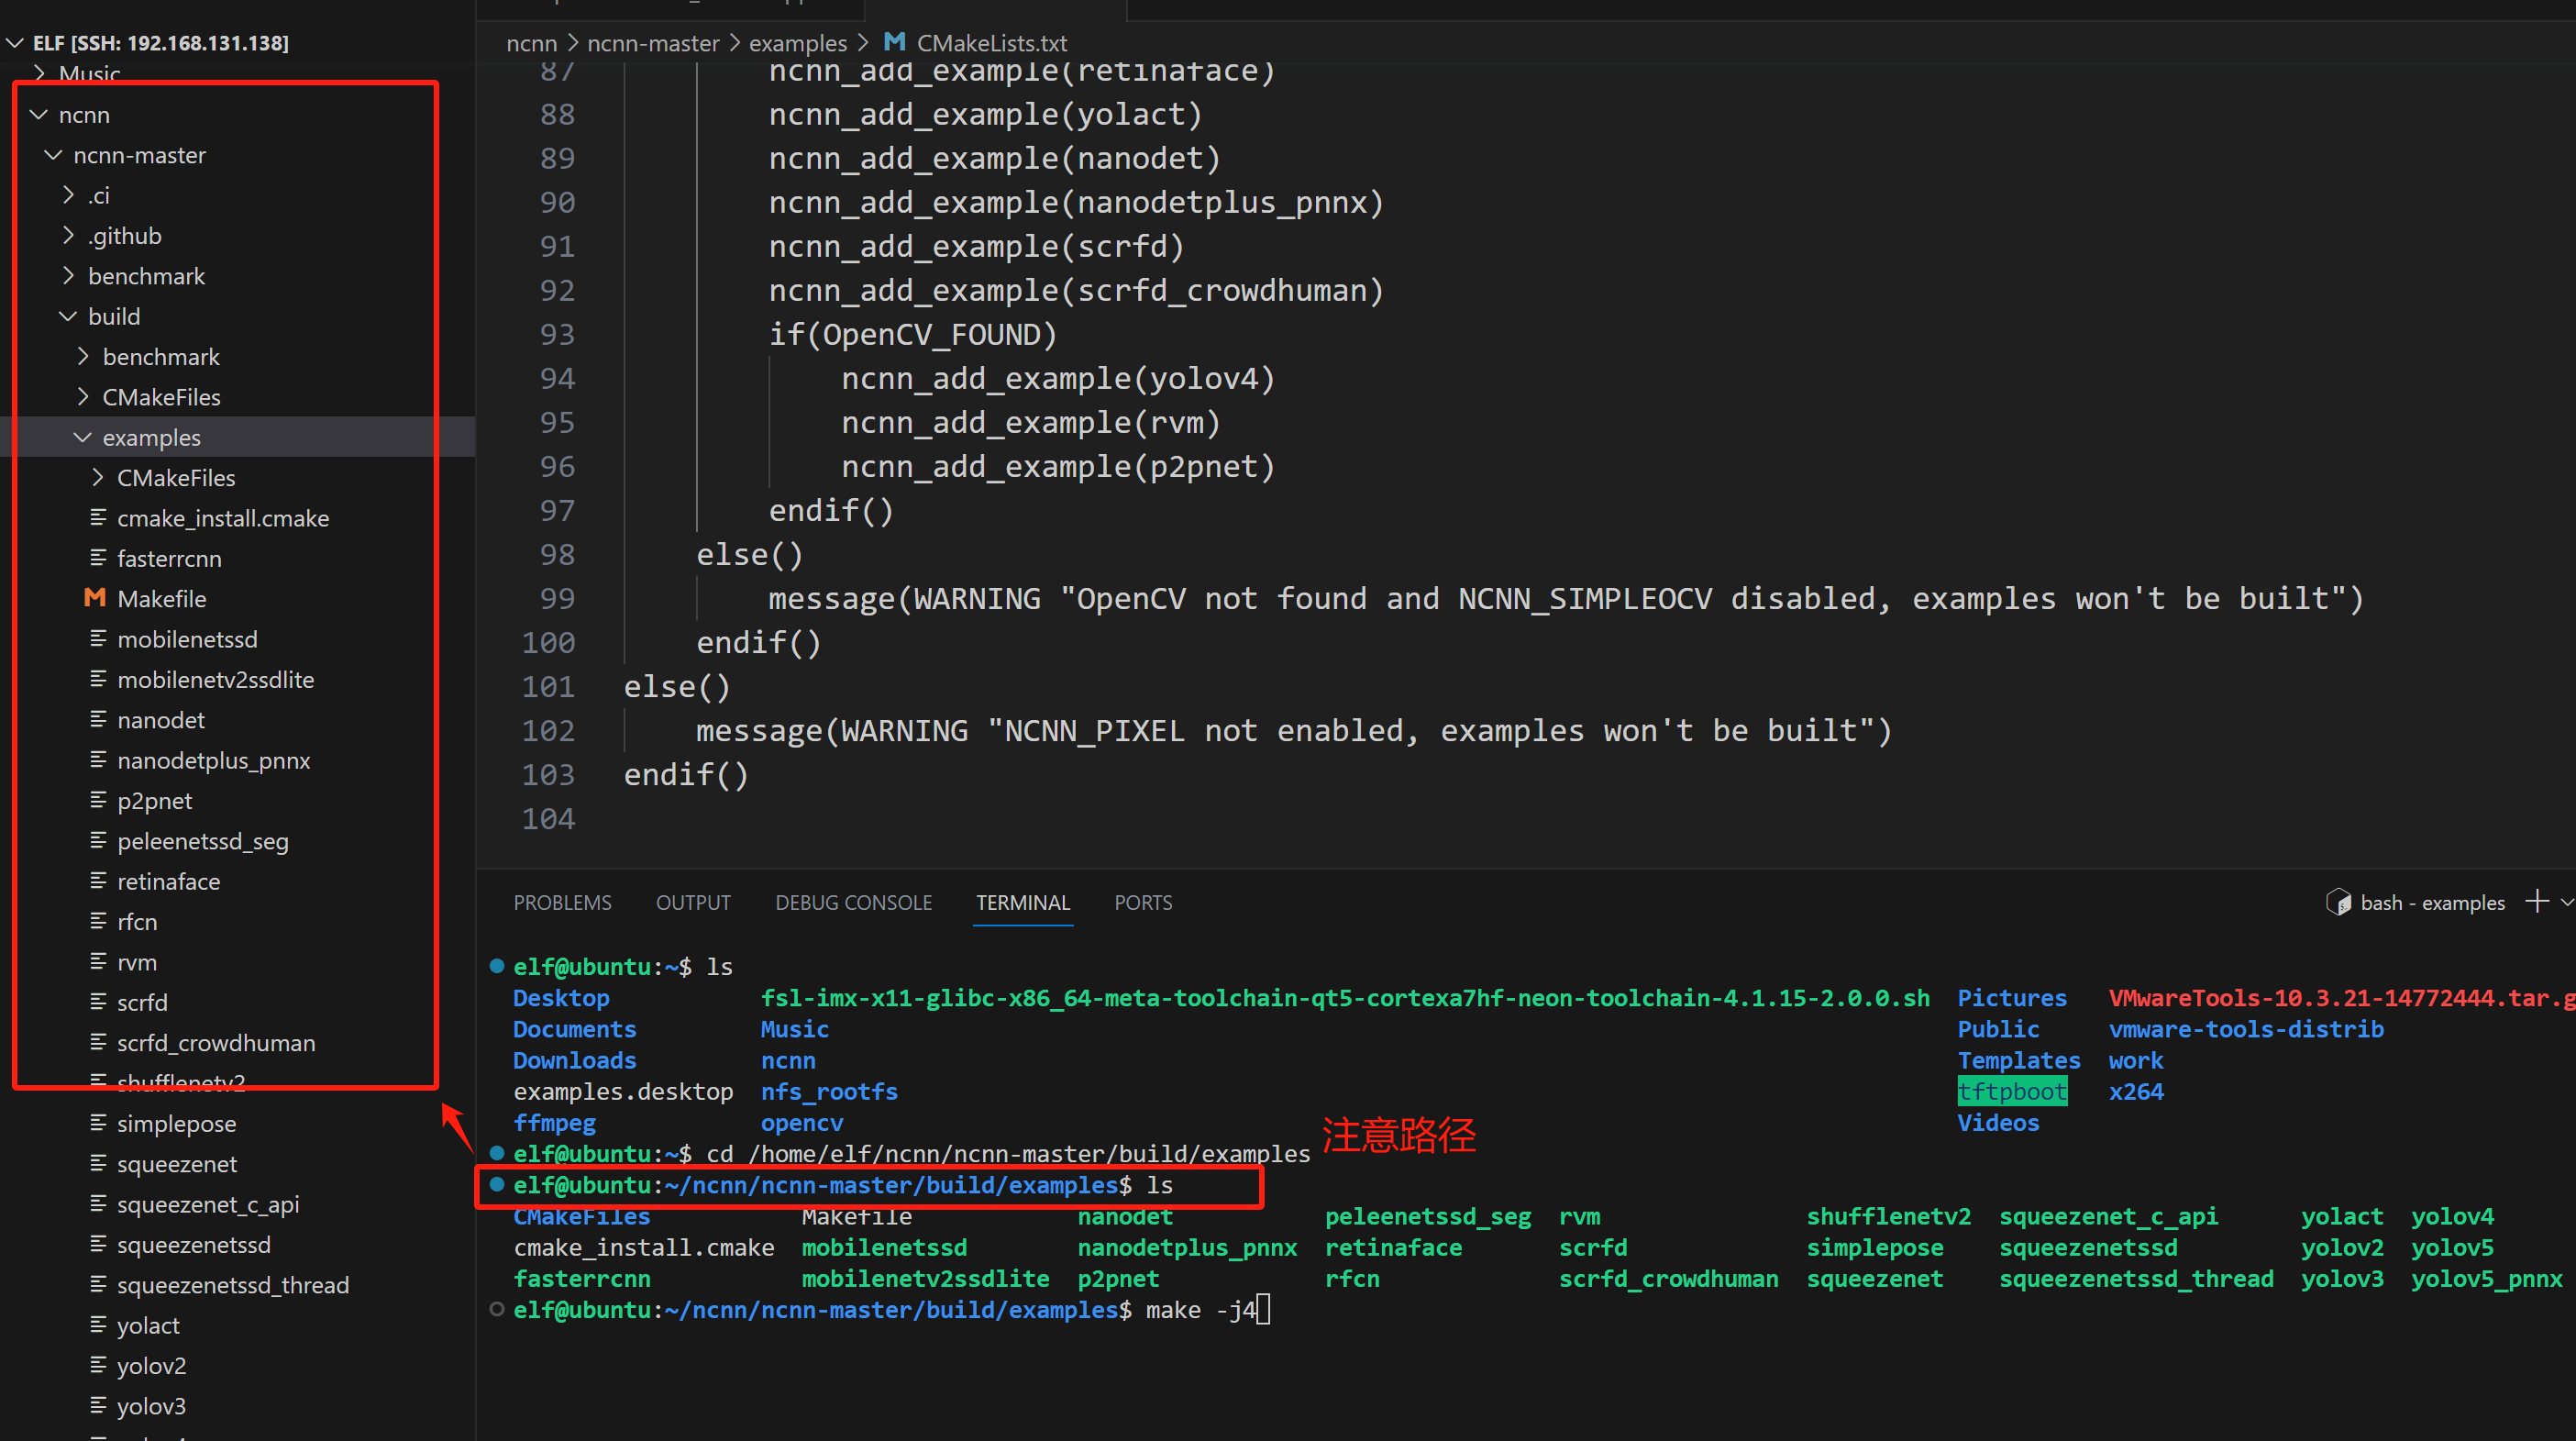 ELF [SSH: 192.168.131.138]
Music
ncnn
ncnn-master
.ci
.github
benchmark
build
benchmark
CMakeFiles
examples
CMakeFiles
cmake_install.cmake
fasterrcnn
Makefile
mobilenetssd
mobilenetv2ssdlite
nanodet
nanodetplus_pnnx
p2pnet
peleenetssd_seg
retinaface
rfcn
rvm
scrfd
scrfd_crowdhuman
shufflenetv2
simplepose
squeezenet
squeezenet_c_api
squeezenetssd
squeezenetssd_thread
yolact
yolov2
yolov3
ncnn > ncnn-master > examples > CMakeLists.txt
87 ncnn_add_example(retinaface)
88 ncnn_add_example(yolact)
89 ncnn_add_example(nanodet)
90 ncnn_add_example(nanodetplus_pnnx)
91 ncnn_add_example(scrfd)
92 ncnn_add_example(scrfd_crowdhuman)
93 if(OpenCV_FOUND)
94 ncnn_add_example(yolov4)
95 ncnn_add_example(rvm)
96 ncnn_add_example(p2pnet)
97 endif()
98 else()
99 message(WARNING "OpenCV not found and NCNN_SIMPLEOCV disabled, examples won't be built")
100 endif()
101 else()
102 message(WARNING "NCNN_PIXEL not enabled, examples won't be built")
103 endif()
104
PROBLEMS OUTPUT DEBUG CONSOLE TERMINAL PORTS bash - examples
elf@ubuntu:~$ ls
Desktop fsl-imx-x11-glibc-x86_64-meta-toolchain-qt5-cortexa7hf-neon-toolchain-4.1.15-2.0.0.sh Pictures VMwareTools-10.3.21-14772444.tar.g
Documents Music Public vmware-tools-distrib
Downloads ncnn Templates work
examples.desktop nfs_rootfs tftpboot x264
ffmpeg opencv Videos
elf@ubuntu:~$ cd /home/elf/ncnn/ncnn-master/build/examples
注意路径
elf@ubuntu:~/ncnn/ncnn-master/build/examples$ ls
CMakeFiles Makefile nanodet peleenetssd_seg rvm shufflenetv2 squeezenet_c_api yolact yolov4
cmake_install.cmake mobilenetssd nanodetplus_pnnx retinaface scrfd simplepose squeezenetssd yolov2 yolov5
fasterrcnn mobilenetv2ssdlite p2pnet rfcn scrfd_crowdhuman squeezenet squeezenetssd_thread yolov3 yolov5_pnnx
elf@ubuntu:~/ncnn/ncnn-master/build/examples$ make -j4